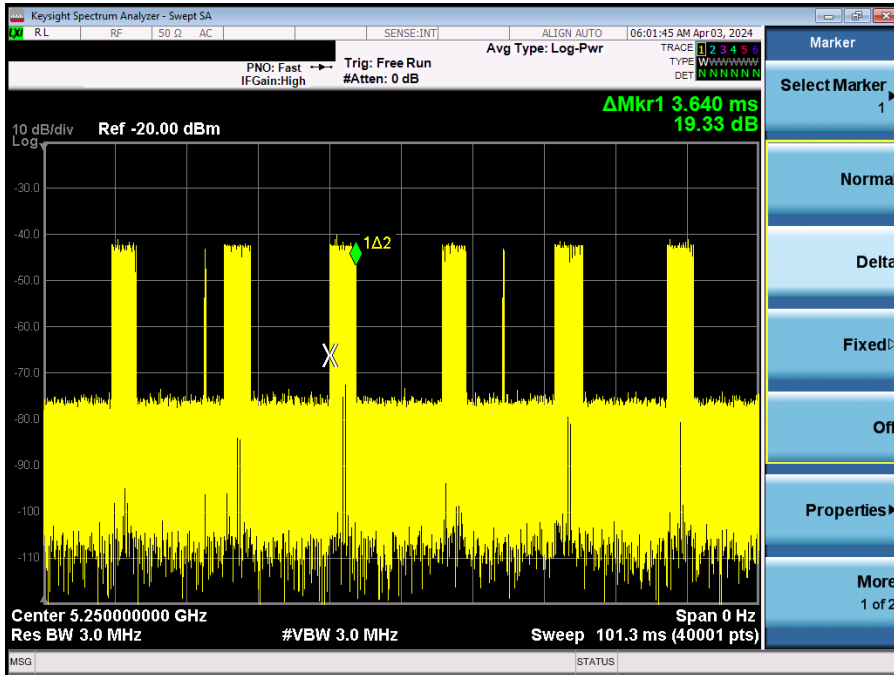 Keysight Spectrum Analyzer - Swept SA
LXI RL RF 50 Ω AC SENSE:INT ALIGN AUTO 06:01:45 AM Apr 03, 2024
PNO: Fast
IFGain:High
Trig: Free Run
#Atten: 0 dB
Avg Type: Log-Pwr
TRACE 1 2 3 4 5 6
TYPE WWWWWW
DET N N N N N N
ΔMkr1 3.640 ms
19.33 dB
10 dB/div Ref -20.00 dBm
Log
-30.0
-40.0
-50.0
-60.0
-70.0
-80.0
-90.0
-100
-110
1Δ2
X
Center 5.250000000 GHz Span 0 Hz
Res BW 3.0 MHz #VBW 3.0 MHz Sweep 101.3 ms (40001 pts)
MSG STATUS
Marker
Select Marker
1
Normal
Delta
Fixed
Off
Properties
More
1 of 2